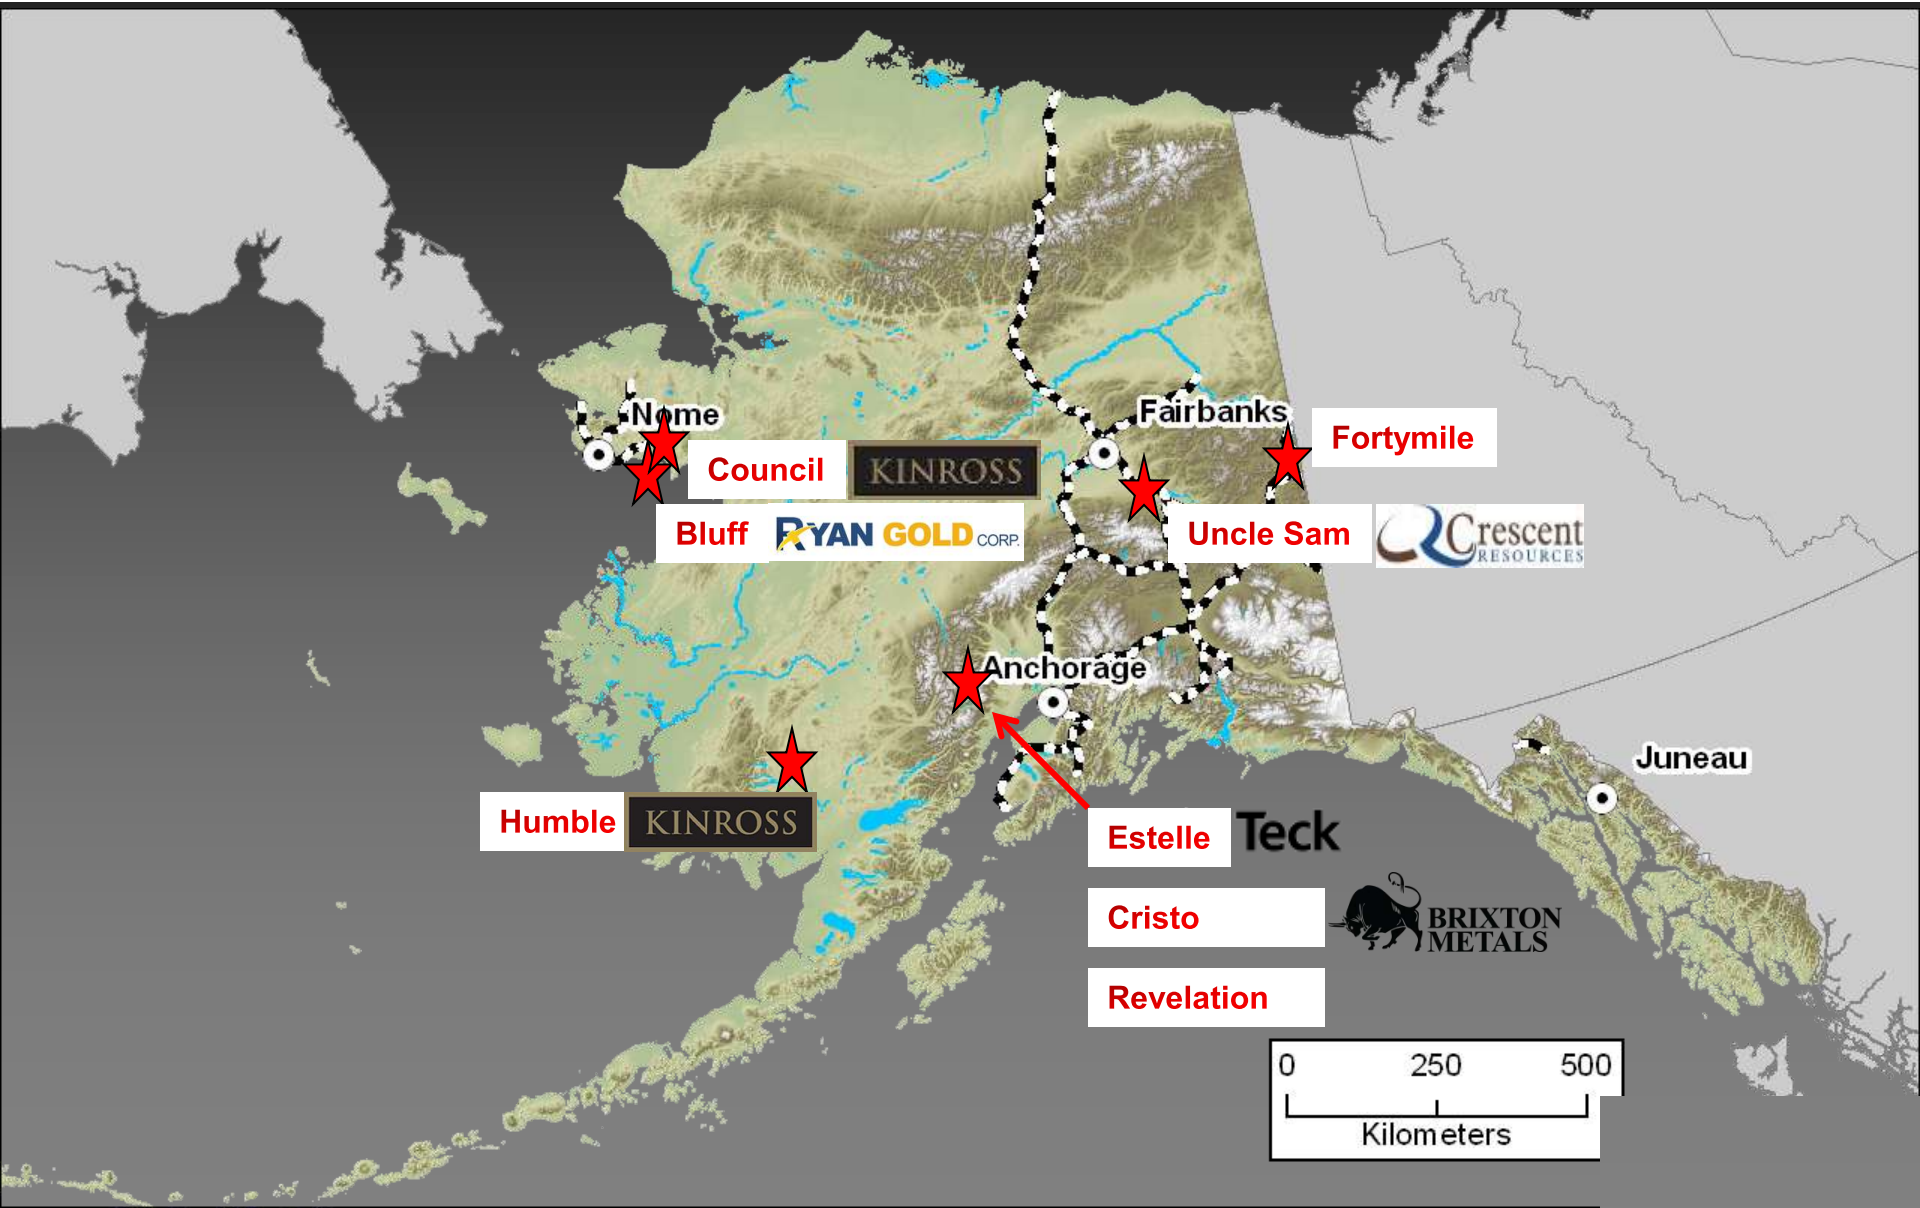 Nome
Fairbanks
Fortymile
Council
KINROSS
Bluff
RYAN GOLD CORP.
Uncle Sam
Crescent
RESOURCES
Anchorage
Juneau
Humble
KINROSS
Estelle
Teck
Cristo
BRIXTON
METALS
Revelation
0 250 500
Kilometers